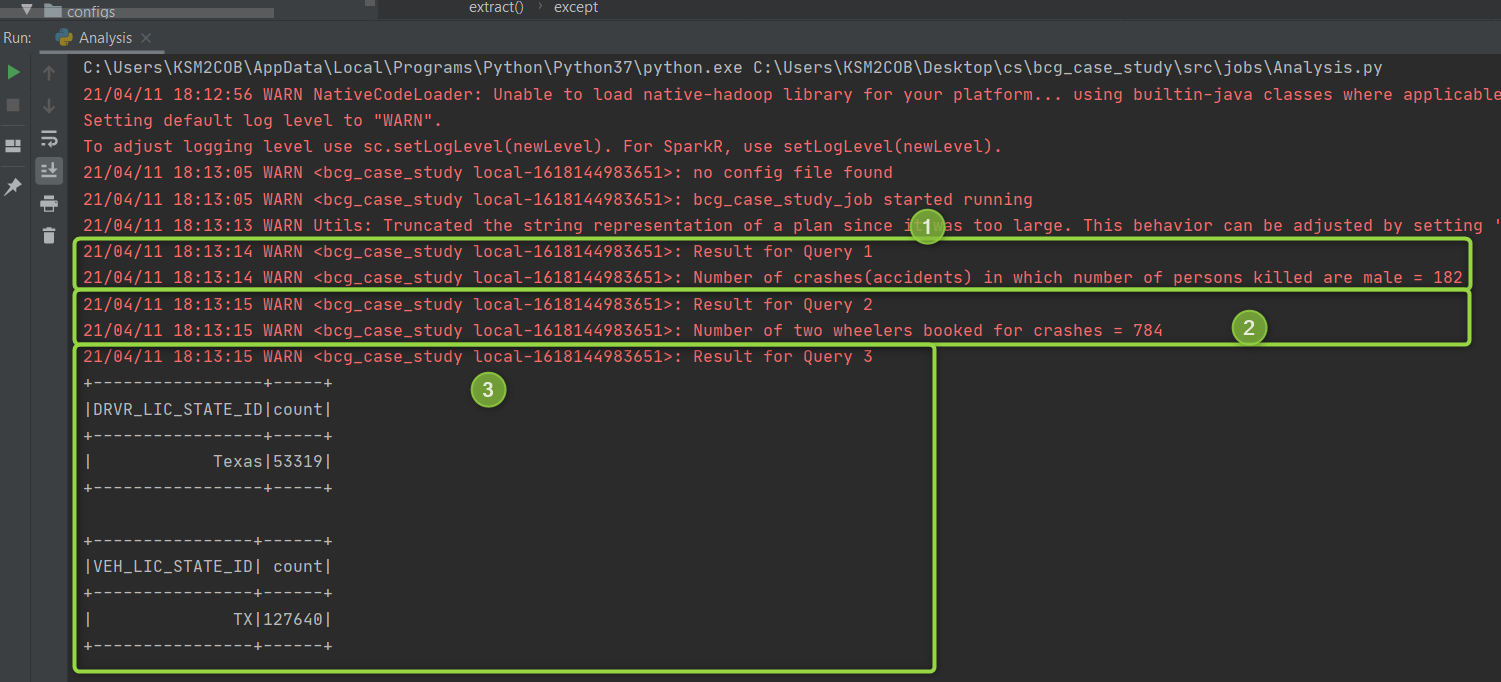 configs
extract() › except
Run: Analysis
C:\Users\KSM2COB\AppData\Local\Programs\Python\Python37\python.exe C:\Users\KSM2COB\Desktop\cs\bcg_case_study\src\jobs\Analysis.py
21/04/11 18:12:56 WARN NativeCodeLoader: Unable to load native-hadoop library for your platform... using builtin-java classes where applicable
Setting default log level to "WARN".
To adjust logging level use sc.setLogLevel(newLevel). For SparkR, use setLogLevel(newLevel).
21/04/11 18:13:05 WARN <bcg_case_study local-1618144983651>: no config file found
21/04/11 18:13:05 WARN <bcg_case_study local-1618144983651>: bcg_case_study_job started running
21/04/11 18:13:13 WARN Utils: Truncated the string representation of a plan since it was too large. This behavior can be adjusted by setting '
1
21/04/11 18:13:14 WARN <bcg_case_study local-1618144983651>: Result for Query 1
21/04/11 18:13:14 WARN <bcg_case_study local-1618144983651>: Number of crashes(accidents) in which number of persons killed are male = 182
21/04/11 18:13:15 WARN <bcg_case_study local-1618144983651>: Result for Query 2
21/04/11 18:13:15 WARN <bcg_case_study local-1618144983651>: Number of two wheelers booked for crashes = 784
2
21/04/11 18:13:15 WARN <bcg_case_study local-1618144983651>: Result for Query 3
3
+-----------------+-----+
|DRVR_LIC_STATE_ID|count|
+-----------------+-----+
|            Texas|53319|
+-----------------+-----+
+----------------+------+
|VEH_LIC_STATE_ID| count|
+----------------+------+
|              TX|127640|
+----------------+------+